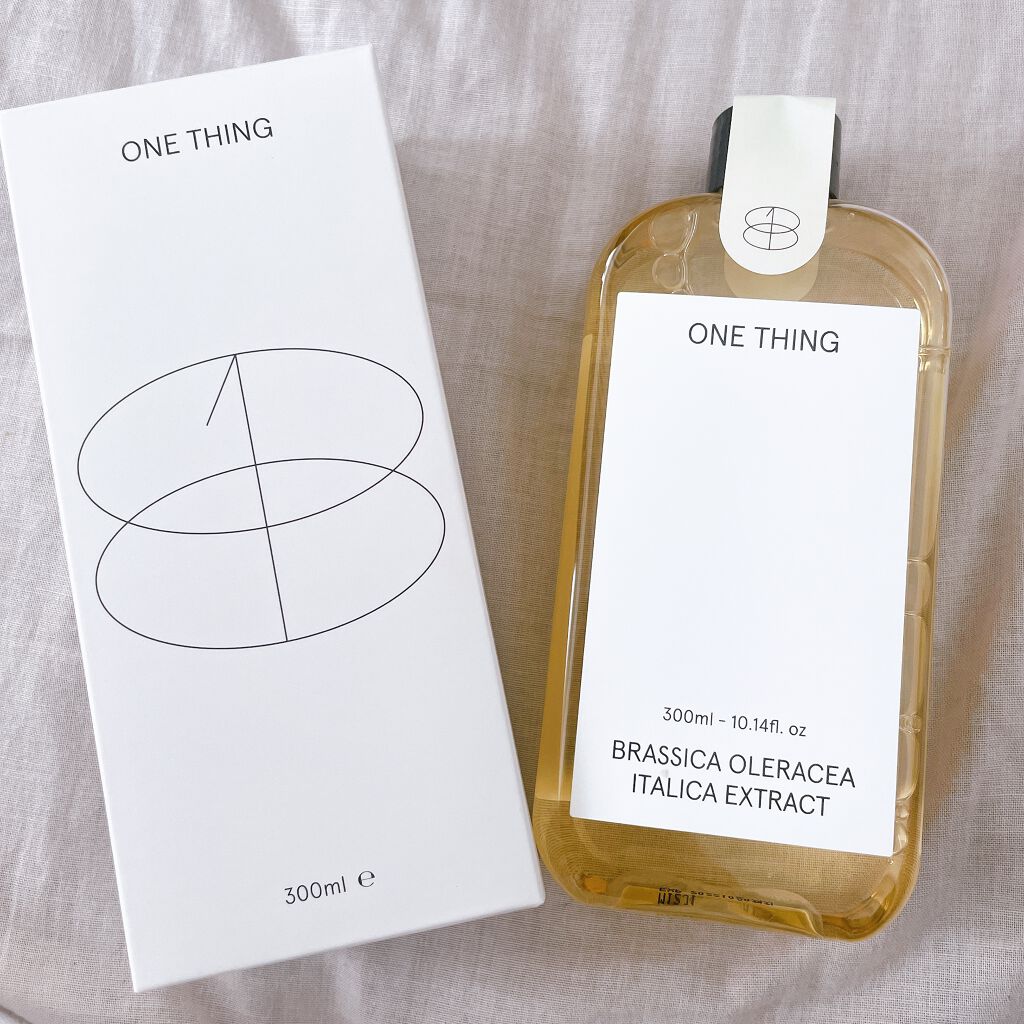 ONE THING
300ml ℮
ONE THING
300ml - 10.14fl. oz
BRASSICA OLERACEA
ITALICA EXTRACT